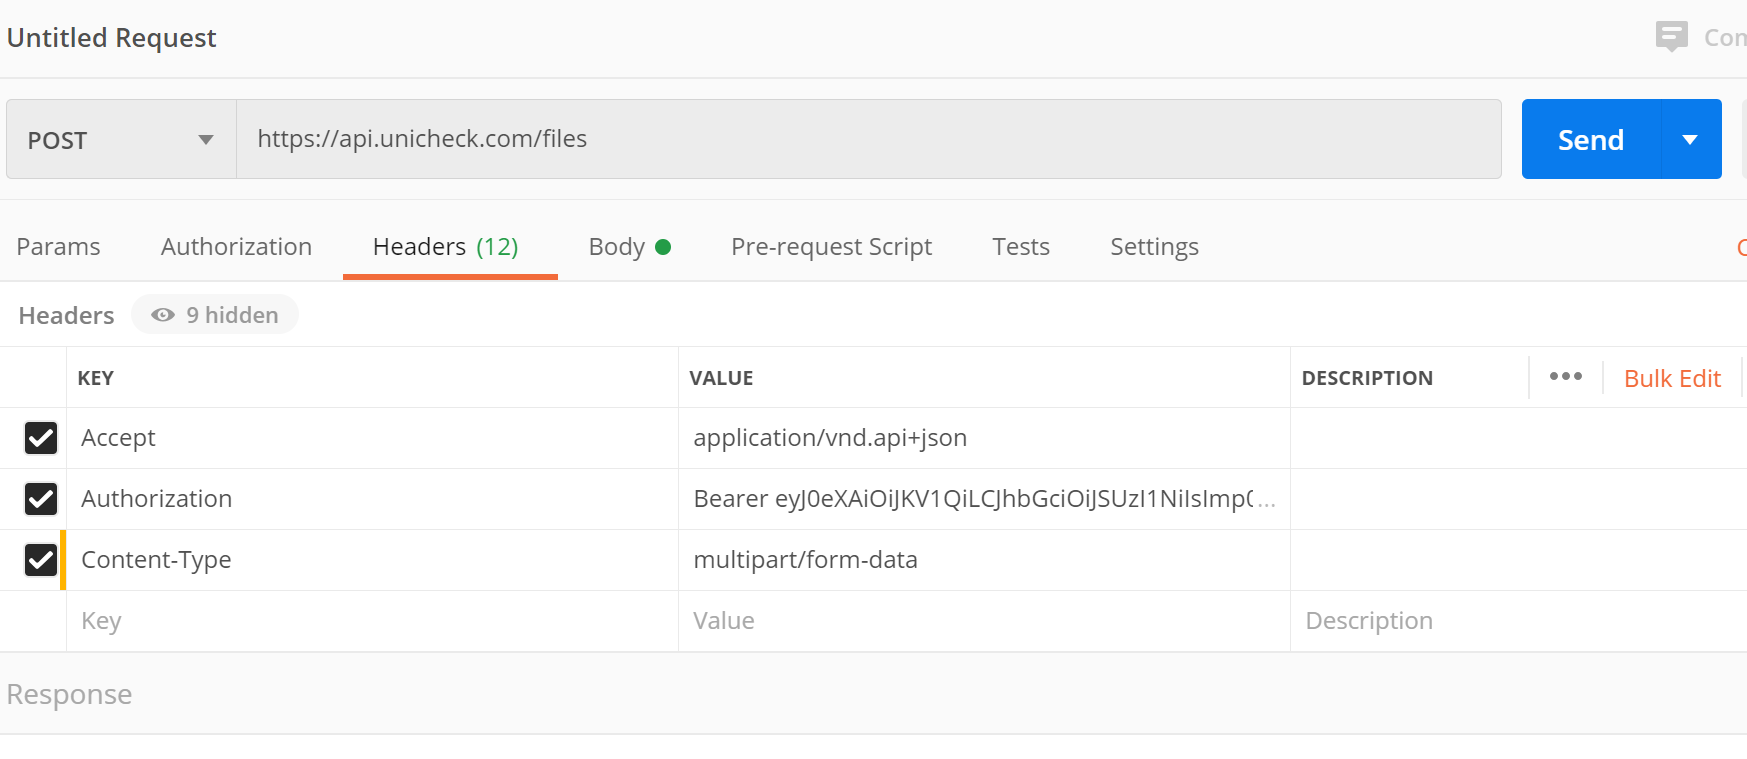 Untitled Request
POST https://api.unicheck.com/files Send
Params Authorization Headers (12) Body Pre-request Script Tests Settings
Headers 9 hidden
KEY VALUE DESCRIPTION ••• Bulk Edit
Accept application/vnd.api+json
Authorization Bearer eyJ0eXAiOiJKV1QiLCJhbGciOiJSUzI1NiIsImp0...
Content-Type multipart/form-data
Key Value Description
Response